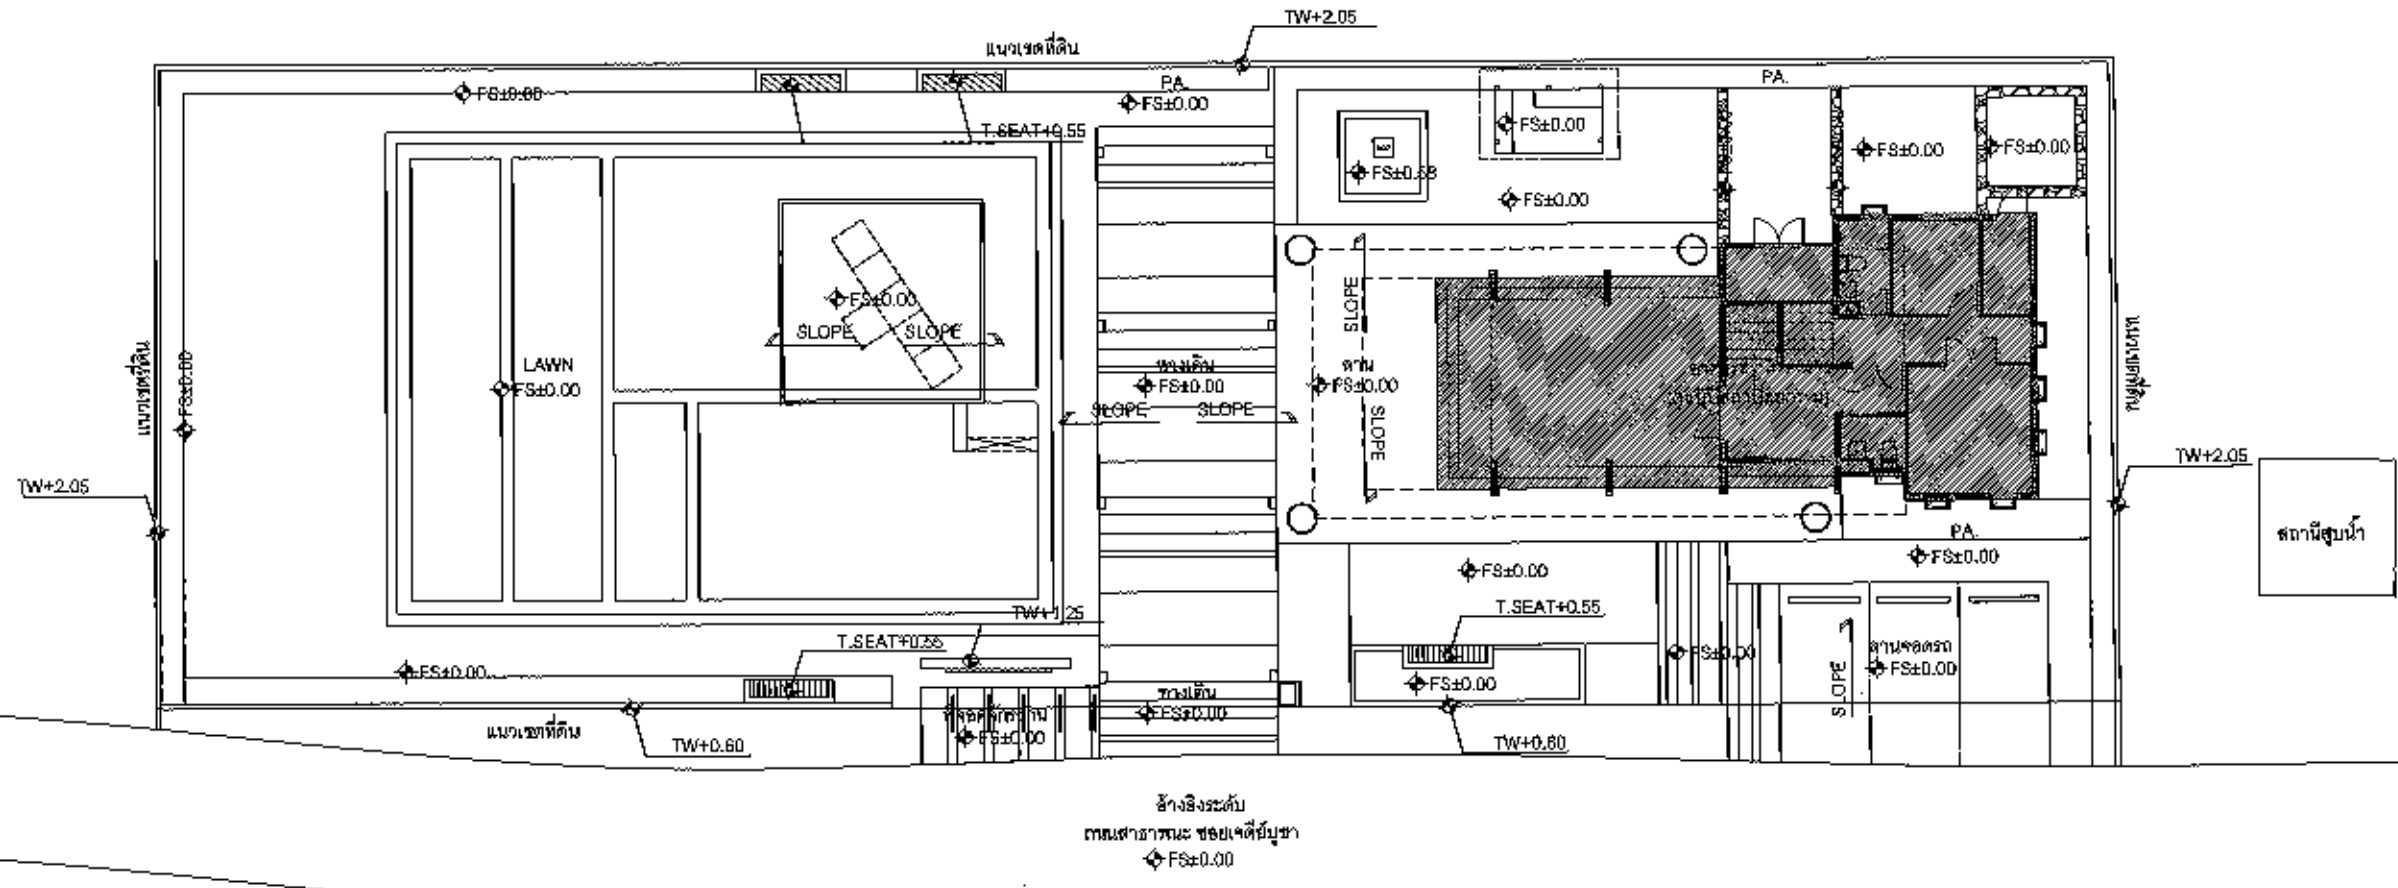 TW+2.05
แนวเขตที่ดิน
PA.
PA.
FS±0.00
FS±0.00
T.SEAT+0.55
FS±0.00
FS±0.00
FS±0.00
FS±0.58
FS±0.00
FS±0.00
SLOPE
SLOPE
SLOPE
LAWN
FS±0.00
แนวเขตที่ดิน
FS±0.00
ทางเดิน
FS±0.00
ลาน
FS±0.00
SLOPE
SLOPE
SLOPE
TW+2.05
TW+2.05
สถานีสูบน้ำ
PA.
FS±0.00
FS±0.00
T.SEAT+0.55
TW+1.25
T.SEAT+0.55
FS±0.00
FS±0.00
FS±0.00
SLOPE
ลานจอดรถ
FS±0.00
ทางเดิน
FS±0.00
แนวเขตที่ดิน
FS±0.00
TW+0.60
TW+0.60
อ้างอิงระดับ
ถนนสาธารณะ ซอยเจดีย์บูชา
FS±0.00